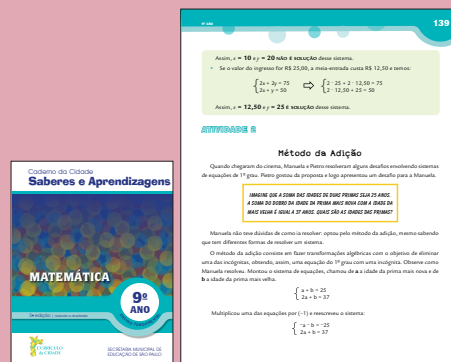 Caderno da Cidade
Saberes e Aprendizagens
MATEMÁTICA
9º
ANO
CURRÍCULO
da CIDADE
SECRETARIA MUNICIPAL DE
EDUCAÇÃO DE SÃO PAULO
9º ANO
139
Assim, x = 10 e y = 20 NÃO É SOLUÇÃO desse sistema.
• Se o valor do ingresso for R$ 25,00, a meia-entrada custa R$ 12,50 e temos:
2x + 2y = 75 ⇨ 2 · 25 + 2 · 12,50 = 75
2x + y = 50 2 · 12,50 + 25 = 50
Assim, x = 12,50 e y = 25 É SOLUÇÃO desse sistema.
ATIVIDADE 2
Método da Adição
Quando chegaram do cinema, Manuela e Pietro resolveram alguns desafios envolvendo sistemas
de equações de 1º grau. Pietro gostou da proposta e logo apresentou um desafio para a Manuela.
IMAGINE QUE A SOMA DAS IDADES DE DUAS PRIMAS SEJA 25 ANOS.
A SOMA DO DOBRO DA IDADE DA PRIMA MAIS NOVA COM A IDADE DA
MAIS VELHA É IGUAL A 37 ANOS. QUAIS SÃO AS IDADES DAS PRIMAS?
Manuela não teve dúvidas de como ia resolver: optou pelo método da adição, mesmo sabendo
que tem diferentes formas de resolver um sistema.
O método da adição consiste em fazer transformações algébricas com o objetivo de eliminar
uma das incógnitas, obtendo, assim, uma equação do 1º grau com uma incógnita. Observe como
Manuela resolveu. Montou o sistema de equações, chamou de a a idade da prima mais nova e de
b a idade da prima mais velha.
a + b = 25
2a + b = 37
Multiplicou uma das equações por (−1) e reescreveu o sistema:
−a − b = −25
2a + b = 37